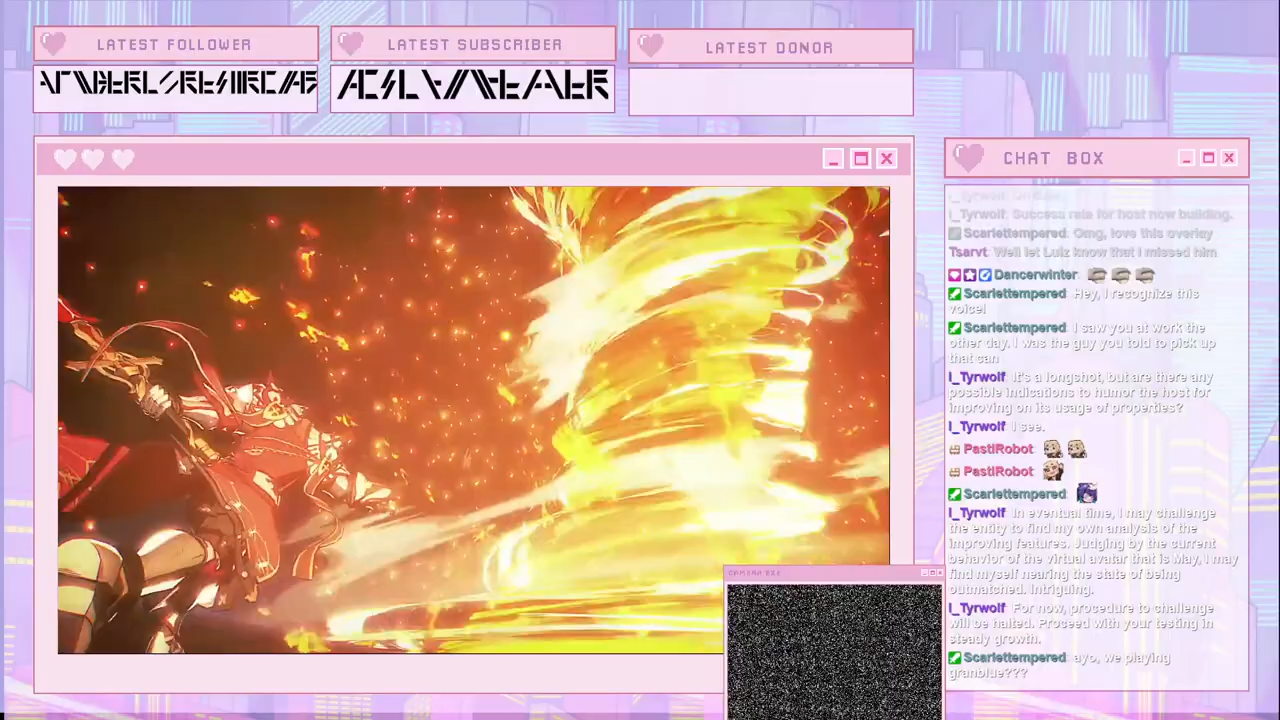 LATEST FOLLOWER
LATEST SUBSCRIBER
LATEST DONOR
CHAT BOX
I_Tyrwolf: Success rate for host now building.
Scarlettempered: Omg, love this overlay
Tsarvt: Well let Luiz know that I missed him
Dancerwinter:
Scarlettempered: Hey, I recognize this
voice!
Scarlettempered: I saw you at work the
other day. I was the guy you told to pick up
that can
I_Tyrwolf: It's a longshot, but are there any
possible indications to humor the host for
improving on its usage of properties?
I_Tyrwolf: I see.
PastlRobot:
PastlRobot:
Scarlettempered:
I_Tyrwolf: In eventual time, I may challenge
the entity to find my own analysis of the
improving features. Judging by the current
behavior of the virtual avatar that is Way, I may
find myself nearing the state of being
outmatched. Intriguing.
I_Tyrwolf: For now, procedure to challenge
will be halted. Proceed with your testing in
steady growth.
Scarlettempered: ayo, we playing
granblue???